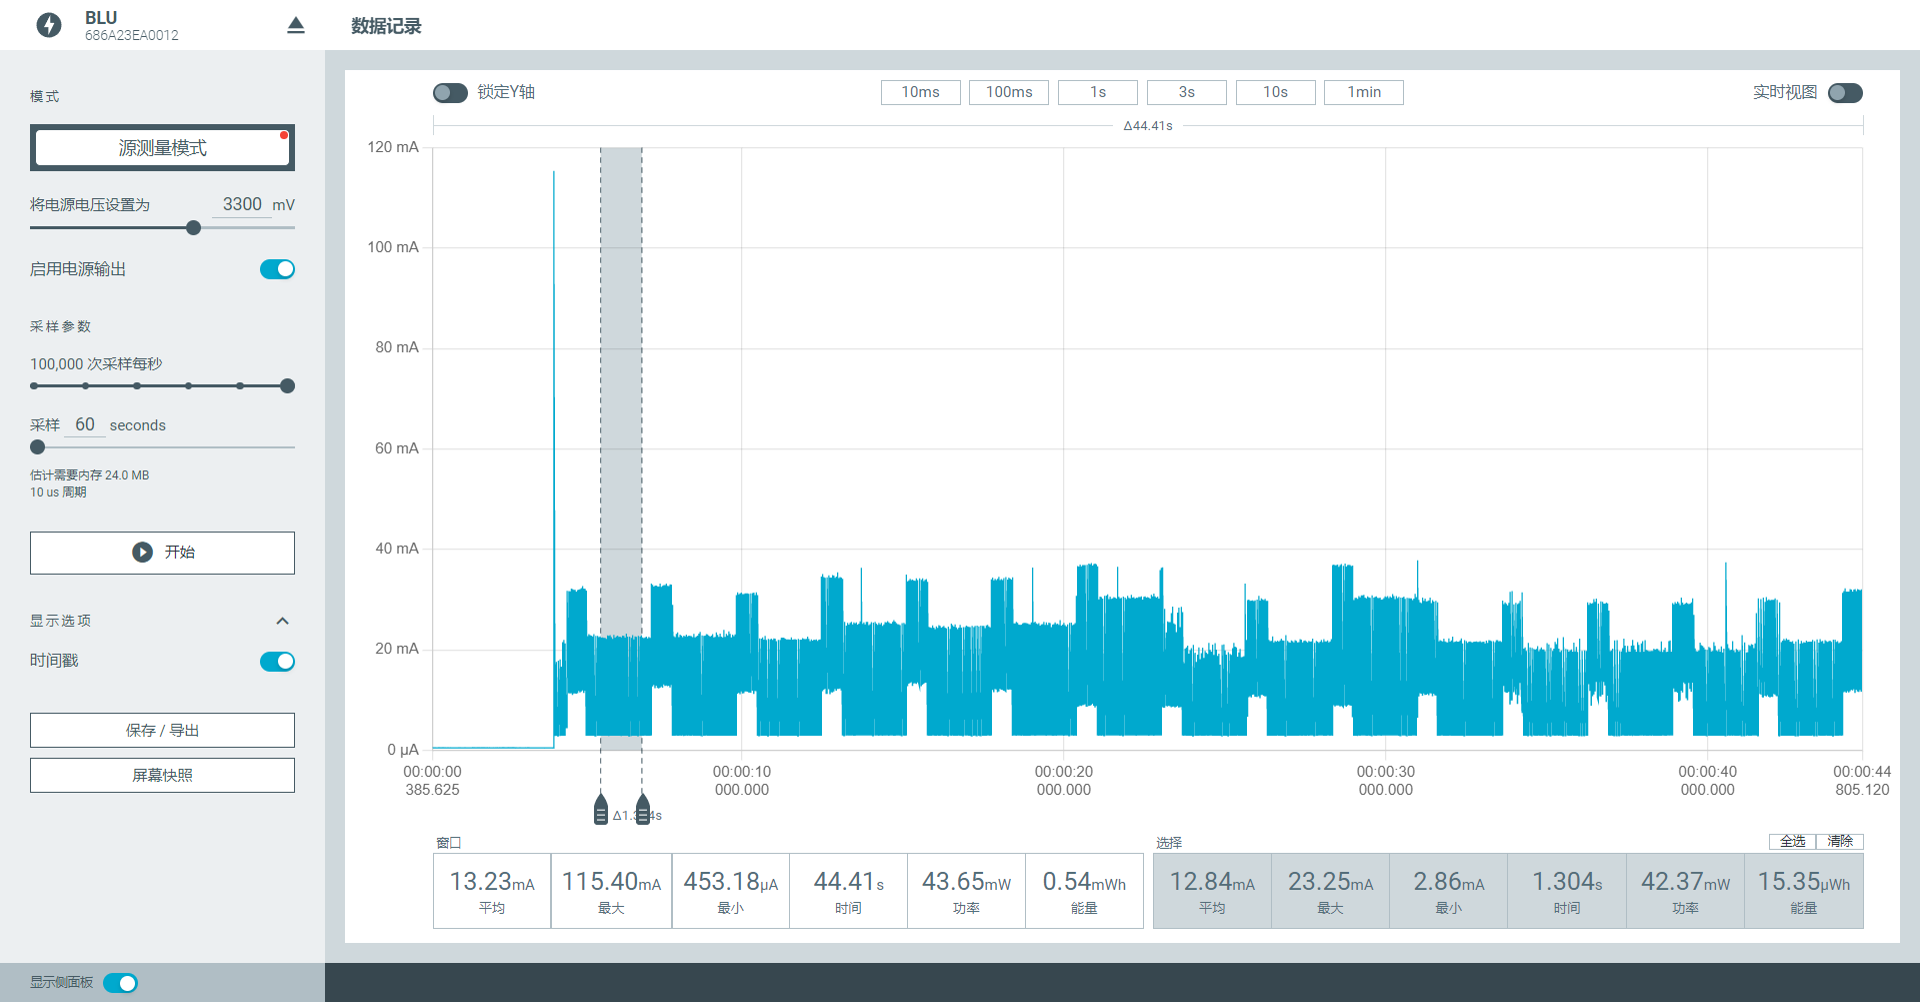 BLU
686A23EA0012
数据记录
模式
源测量模式
将电源电压设置为 3300 mV
启用电源输出
采样参数
100,000 次采样每秒
采样 60 seconds
估计需要内存 24.0 MB
10 us 周期
开始
显示选项
时间戳
保存 / 导出
屏幕快照
显示侧面板
锁定Y轴
10ms 100ms 1s 3s 10s 1min
实时视图
Δ44.41s
120 mA
100 mA
80 mA
60 mA
40 mA
20 mA
0 µA
00:00:00 00:00:10 00:00:20 00:00:30 00:00:40 00:00:44
385.625 000.000 000.000 000.000 000.000 805.120
窗口
13.23mA 115.40mA 453.18µA 44.41s 43.65mW 0.54mWh
平均 最大 最小 时间 功率 能量
选择 全选 清除
12.84mA 23.25mA 2.86mA 1.304s 42.37mW 15.35µWh
平均 最大 最小 时间 功率 能量